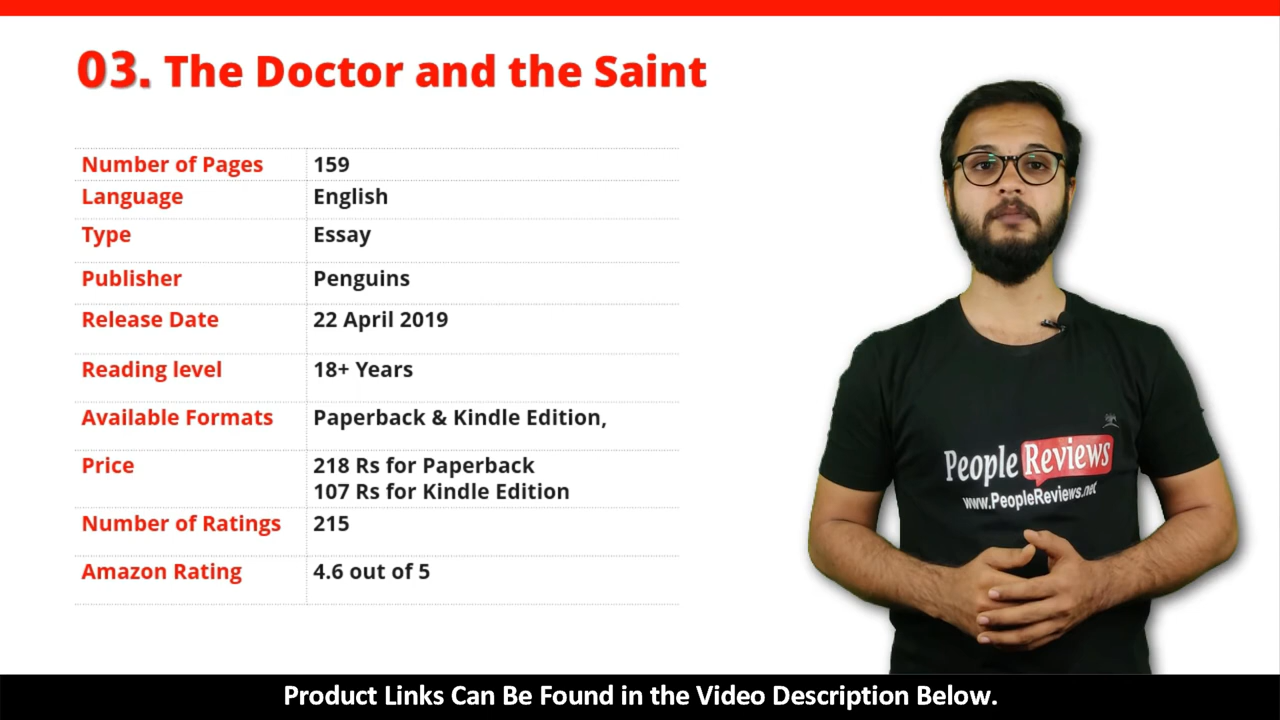 03. The Doctor and the Saint
Number of Pages 159
Language English
Type Essay
Publisher Penguins
Release Date 22 April 2019
Reading level 18+ Years
Available Formats Paperback & Kindle Edition,
Price 218 Rs for Paperback
107 Rs for Kindle Edition
Number of Ratings 215
Amazon Rating 4.6 out of 5
People Reviews
www.PeopleReviews.net
Product Links Can Be Found in the Video Description Below.